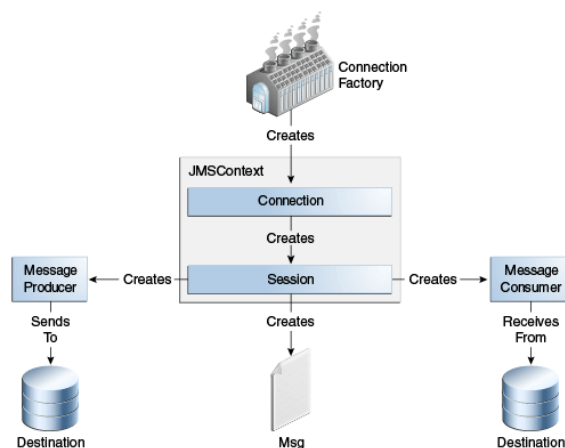 Connection
Factory
Creates
JMSContext
Connection
Creates
Message
Producer
Creates
Session
Creates
Message
Consumer
Sends
To
Creates
Receives
From
Destination
Msg
Destination